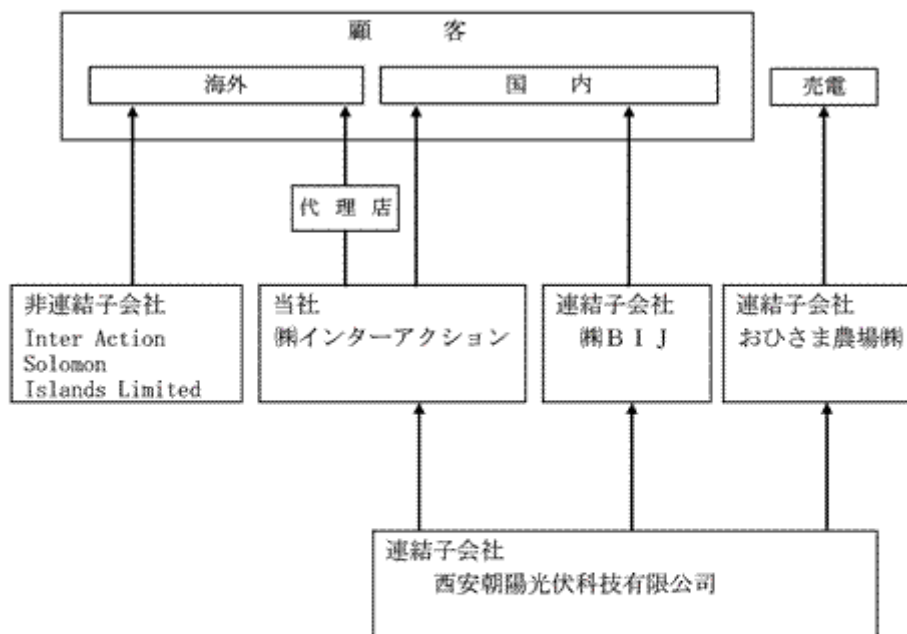 顧　客
海外
国　内
売電
代 理 店
非連結子会社
Inter Action
Solomon
Islands Limited
当社
㈱インターアクション
連結子会社
㈱ＢＩＪ
連結子会社
おひさま農場㈱
連結子会社
西安朝陽光伏科技有限公司